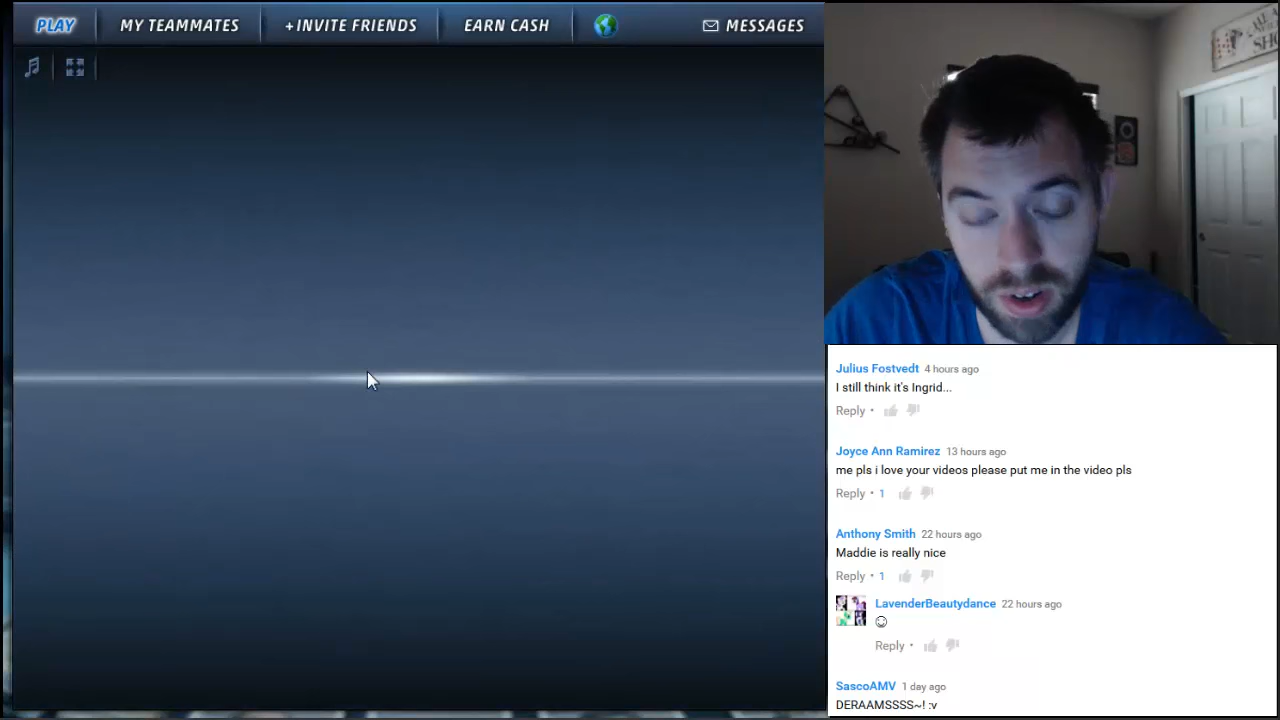 PLAY
MY TEAMMATES
+INVITE FRIENDS
EARN CASH
MESSAGES
Julius Fostvedt 4 hours ago
I still think it's Ingrid...
Reply •
Joyce Ann Ramirez 13 hours ago
me pls i love your videos please put me in the video pls
Reply • 1
Anthony Smith 22 hours ago
Maddie is really nice
Reply • 1
LavenderBeautydance 22 hours ago
Reply •
SascoAMV 1 day ago
DERAAMSSSS~! :v